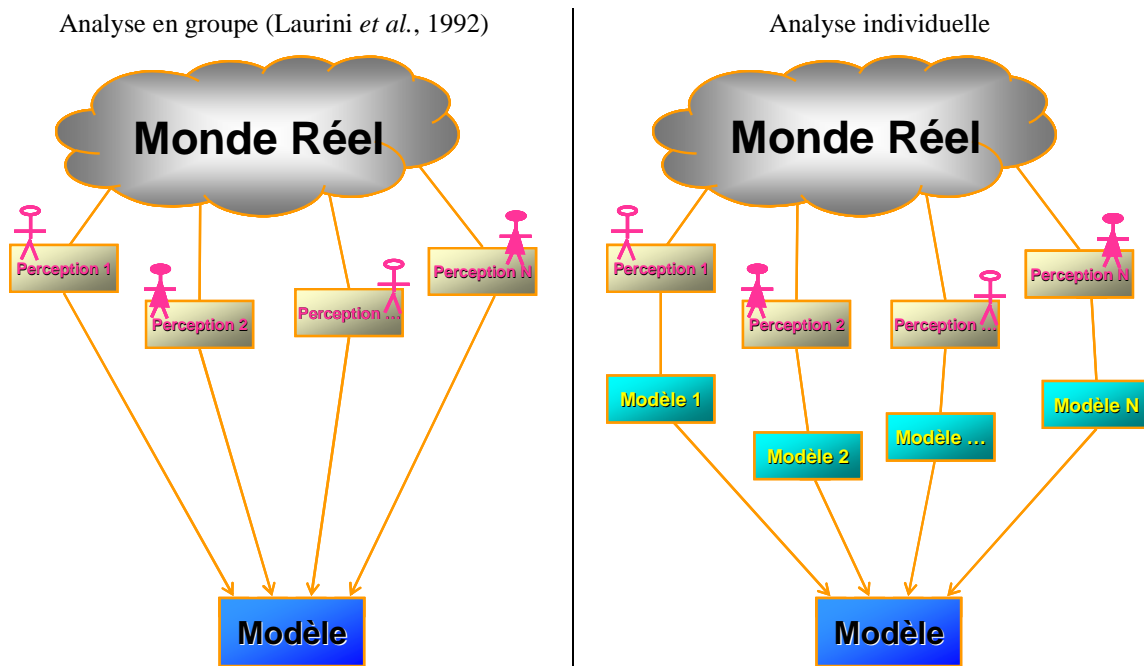 Analyse en groupe (Laurini et al., 1992)
Monde Réel
Perception 1
Perception N
Perception 2
Perception ...
Modèle
Analyse individuelle
Monde Réel
Perception 1
Perception N
Perception 2
Perception ...
Modèle 1
Modèle N
Modèle ...
Modèle 2
Modèle